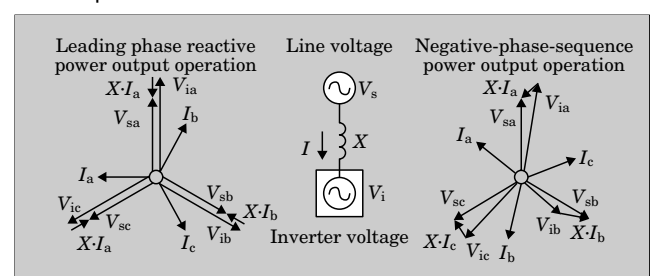 Leading phase reactive
power output operation
X·Ia
Via
Vsa
Ib
Ia
Vic
Vsc
X·Ia
Ic
Vsb
X·Ib
Vib
Line voltage
Vs
I
X
Vi
Inverter voltage
Negative-phase-sequence
power output operation
X·Ia
Via
Vsa
Ia
Ic
Vsc
Vsb
X·Ic
Vic
Ib
Vib
X·Ib